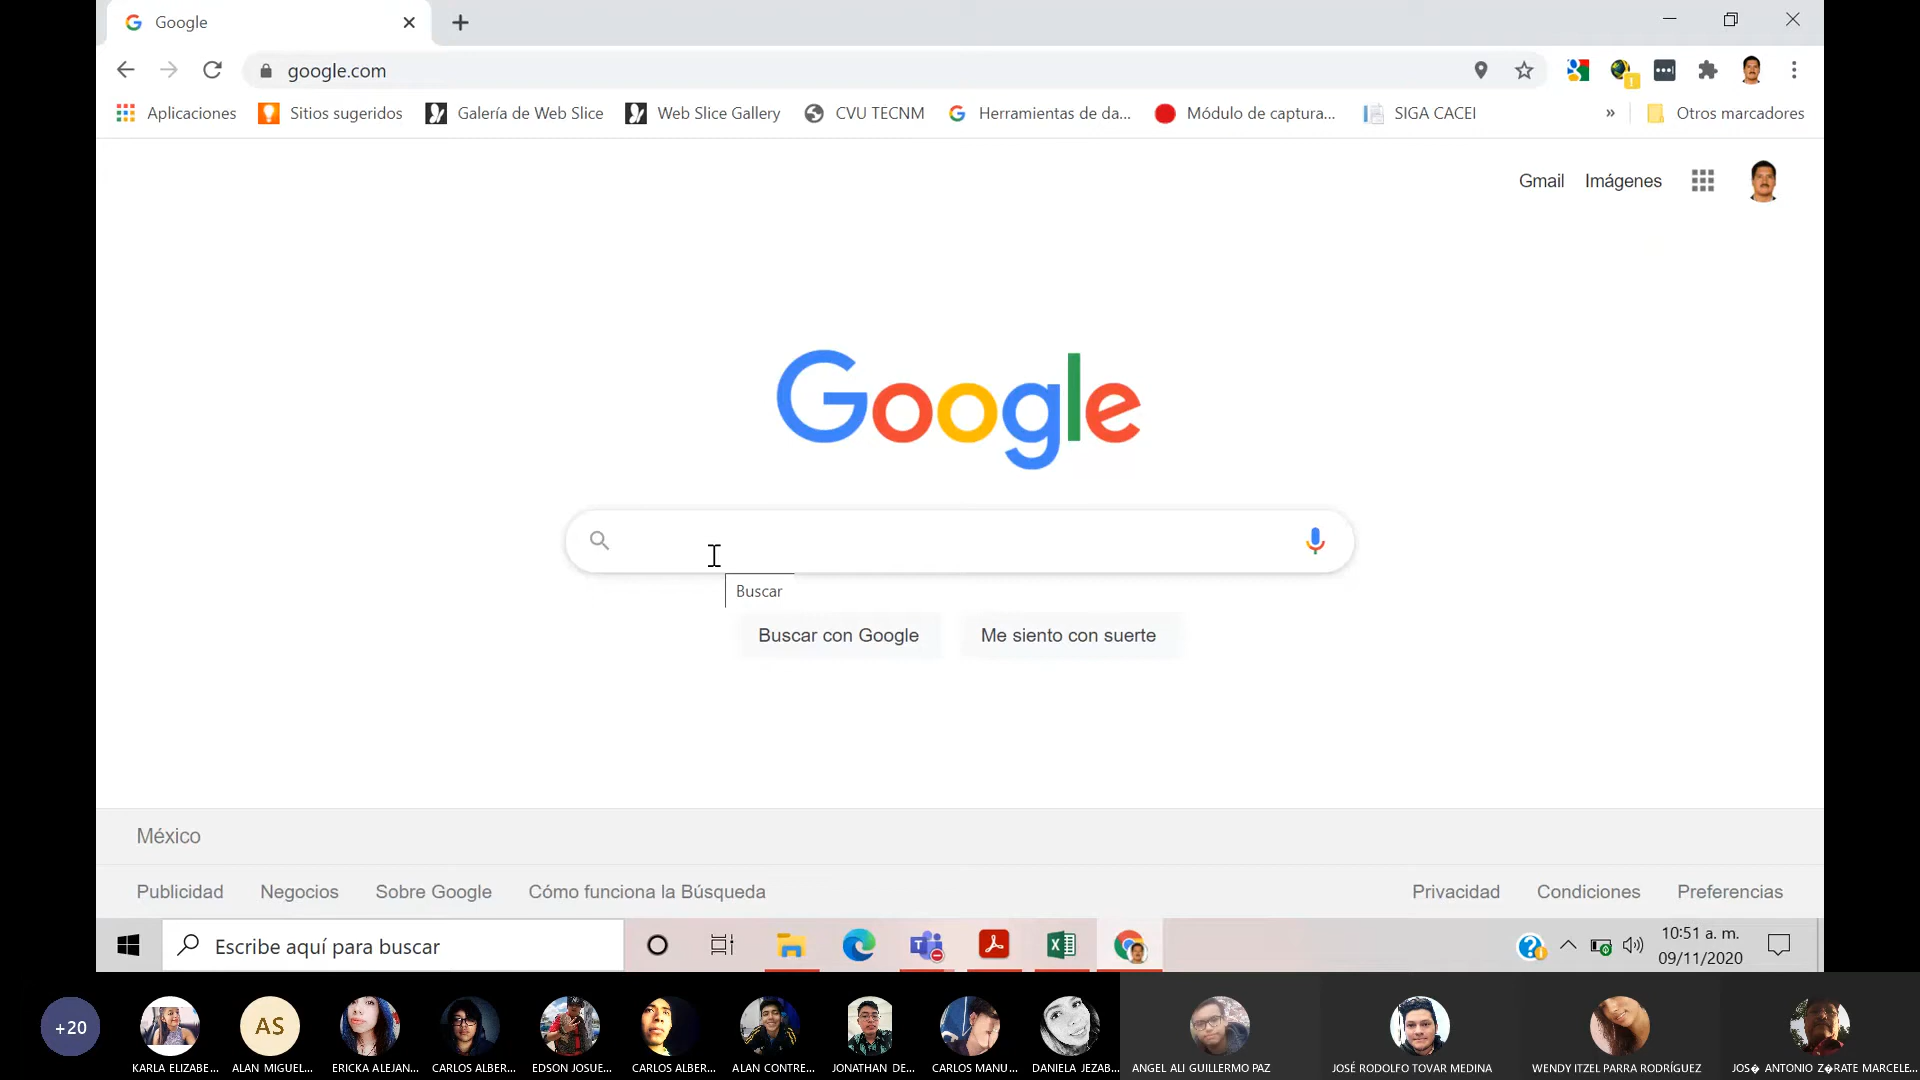 Google
google.com
Aplicaciones
Sitios sugeridos
Galería de Web Slice
Web Slice Gallery
CVU TECNM
Herramientas de da...
Módulo de captura...
SIGA CACEI
»
Otros marcadores
Gmail
Imágenes
Google
Buscar
Buscar con Google
Me siento con suerte
México
Publicidad
Negocios
Sobre Google
Cómo funciona la Búsqueda
Privacidad
Condiciones
Preferencias
Escribe aquí para buscar
10:51 a. m.
09/11/2020
+20
AS
KARLA ELIZABE...
ALAN MIGUEL...
ERICKA ALEJAN...
CARLOS ALBER...
EDSON JOSUE...
CARLOS ALBER...
ALAN CONTRE...
JONATHAN DE...
CARLOS MANU...
DANIELA JEZAB...
ANGEL ALI GUILLERMO PAZ
JOSÉ RODOLFO TOVAR MEDINA
WENDY ITZEL PARRA RODRÍGUEZ
JOS� ANTONIO Z�RATE MARCELE...